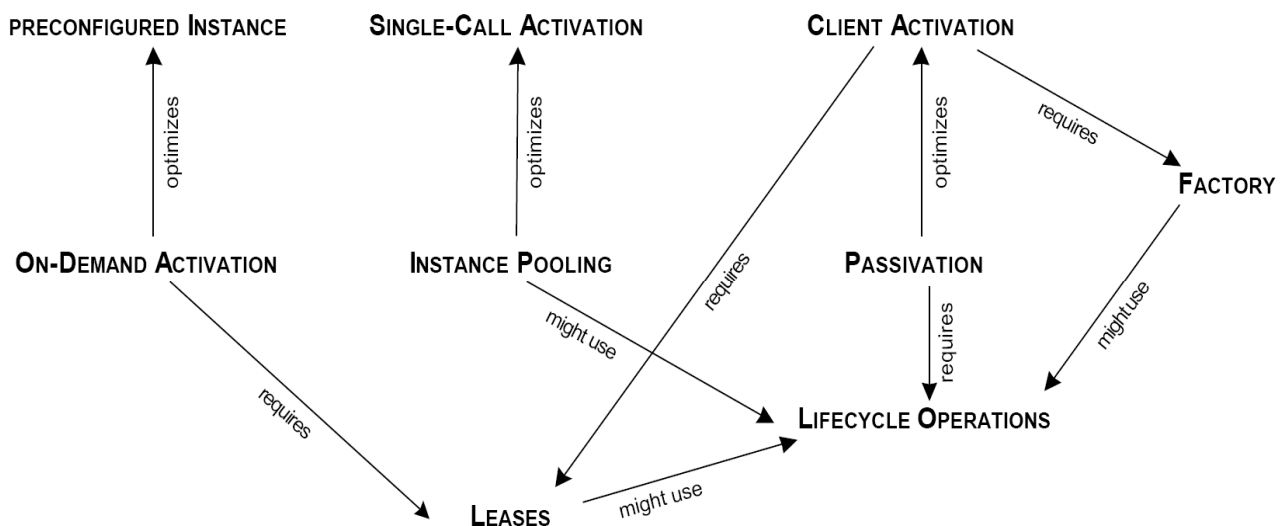 PRECONFIGURED INSTANCE
SINGLE-CALL ACTIVATION
CLIENT ACTIVATION
optimizes
optimizes
optimizes
requires
FACTORY
ON-DEMAND ACTIVATION
INSTANCE POOLING
PASSIVATION
requires
might use
might use
requires
requires
LIFECYCLE OPERATIONS
might use
LEASES